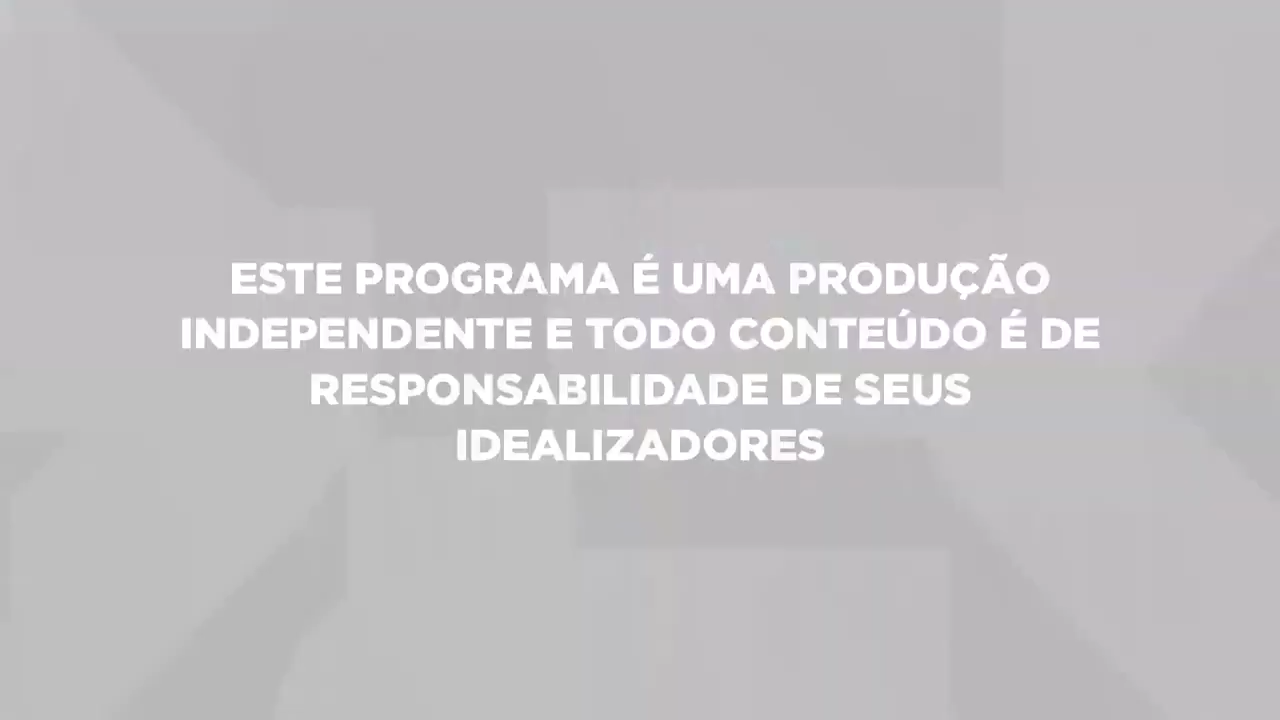 ESTE PROGRAMA É UMA PRODUÇÃO
INDEPENDENTE E TODO CONTEÚDO É DE
RESPONSABILIDADE DE SEUS
IDEALIZADORES